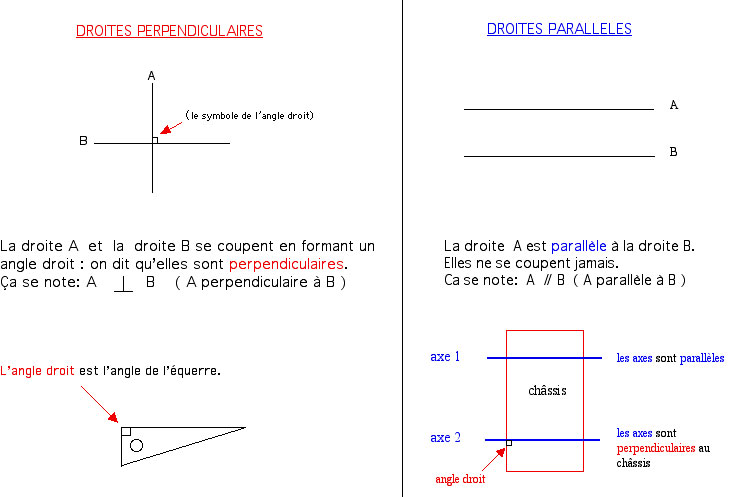 DROITES PERPENDICULAIRES
A
(le symbole de l'angle droit)
B
La droite A et la droite B se coupent en formant un
angle droit : on dit qu'elles sont perpendiculaires.
Ça se note: A _|_ B ( A perpendiculaire à B )
L'angle droit est l'angle de l'équerre.
DROITES PARALLELES
A
B
La droite A est parallèle à la droite B.
Elles ne se coupent jamais.
Ca se note: A // B ( A parallèle à B )
axe 1
les axes sont parallèles
châssis
axe 2
les axes sont
perpendiculaires au
châssis
angle droit